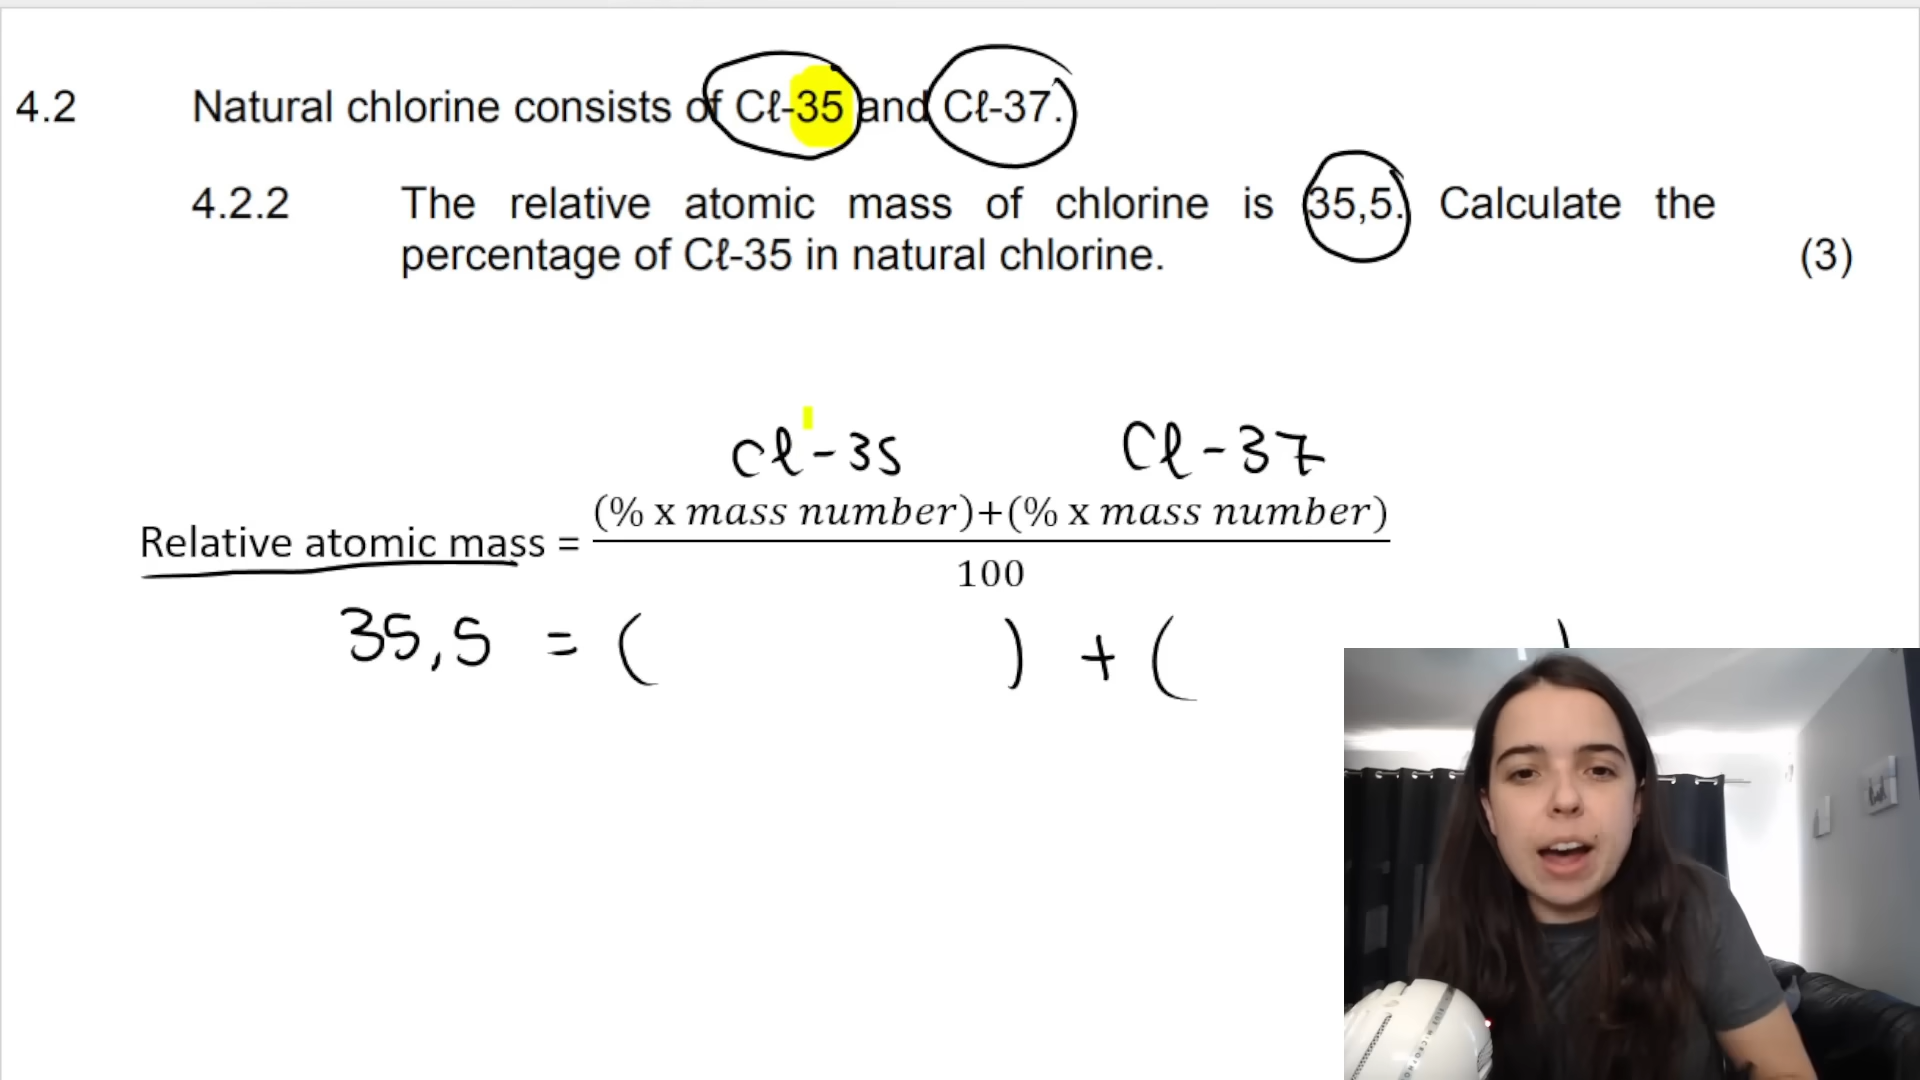 4.2 Natural chlorine consists of Cℓ-35 and Cℓ-37.
4.2.2 The relative atomic mass of chlorine is 35,5. Calculate the
percentage of Cℓ-35 in natural chlorine. (3)
Cℓ-35 Cℓ-37
(% x mass number)+(% x mass number)
Relative atomic mass =
100
35,5 = ( ) + ( )